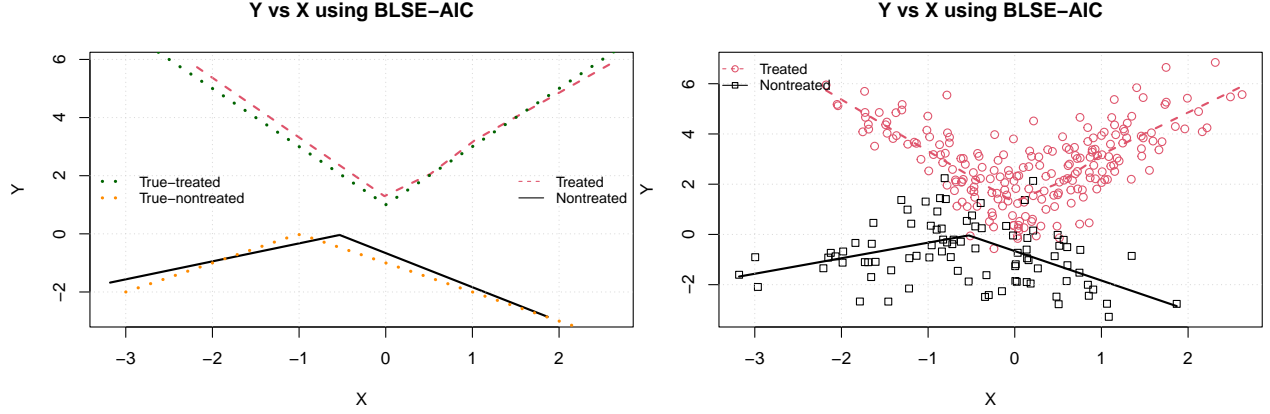 Y vs X using BLSE−AIC
Y
6
4
2
0
−2
True−treated
True−nontreated
Treated
Nontreated
−3
−2
−1
0
1
2
X
Y vs X using BLSE−AIC
Y
6
4
2
0
−2
Treated
Nontreated
−3
−2
−1
0
1
2
X